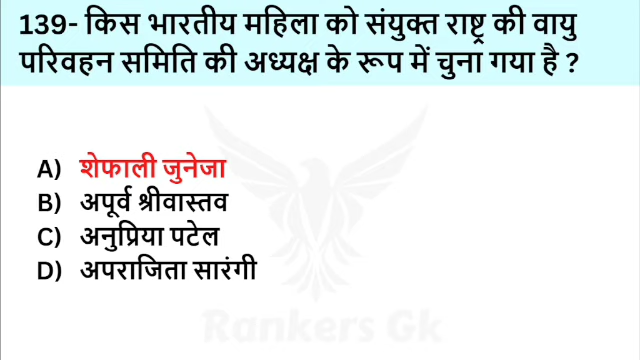 139- किस भारतीय महिला को संयुक्त राष्ट्र की वायु
परिवहन समिति की अध्यक्ष के रूप में चुना गया है ?
A) शेफाली जुनेजा
B) अपूर्व श्रीवास्तव
C) अनुप्रिया पटेल
D) अपराजिता सारंगी
Rankers Gk